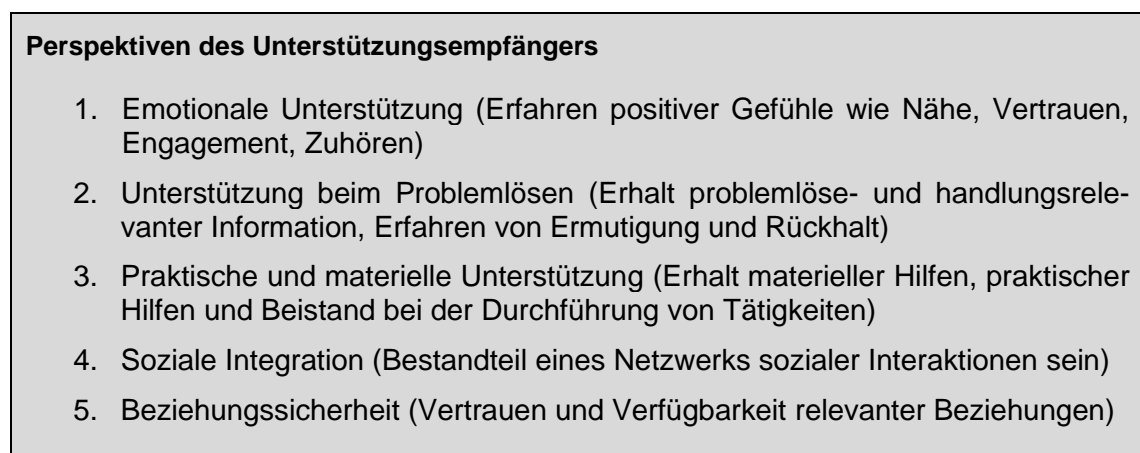 Perspektiven des Unterstützungsempfängers
1. Emotionale Unterstützung (Erfahren positiver Gefühle wie Nähe, Vertrauen,
Engagement, Zuhören)
2. Unterstützung beim Problemlösen (Erhalt problemlöse- und handlungsrele-
vanter Information, Erfahren von Ermutigung und Rückhalt)
3. Praktische und materielle Unterstützung (Erhalt materieller Hilfen, praktischer
Hilfen und Beistand bei der Durchführung von Tätigkeiten)
4. Soziale Integration (Bestandteil eines Netzwerks sozialer Interaktionen sein)
5. Beziehungssicherheit (Vertrauen und Verfügbarkeit relevanter Beziehungen)